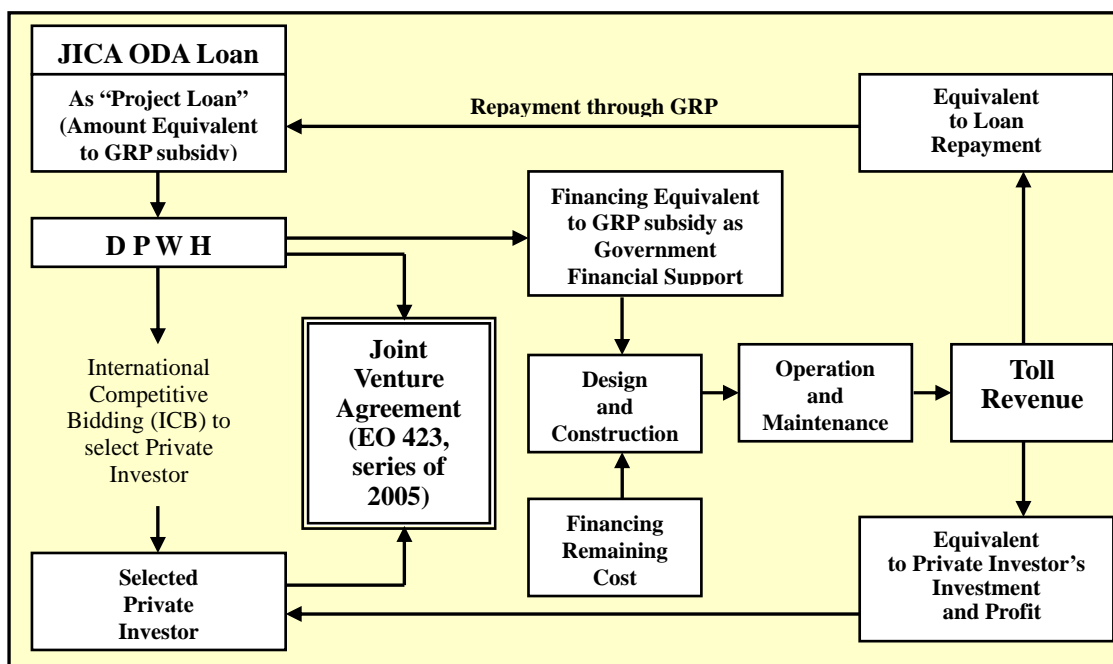 JICA ODA Loan
As “Project Loan”
(Amount Equivalent
to GRP subsidy)
Repayment through GRP
Equivalent
to Loan
Repayment
D P W H
Financing Equivalent
to GRP subsidy as
Government
Financial Support
International
Competitive
Bidding (ICB) to
select Private
Investor
Joint
Venture
Agreement
(EO 423,
series of
2005)
Design
and
Construction
Operation
and
Maintenance
Toll
Revenue
Financing
Remaining
Cost
Selected
Private
Investor
Equivalent
to Private Investor’s
Investment
and Profit